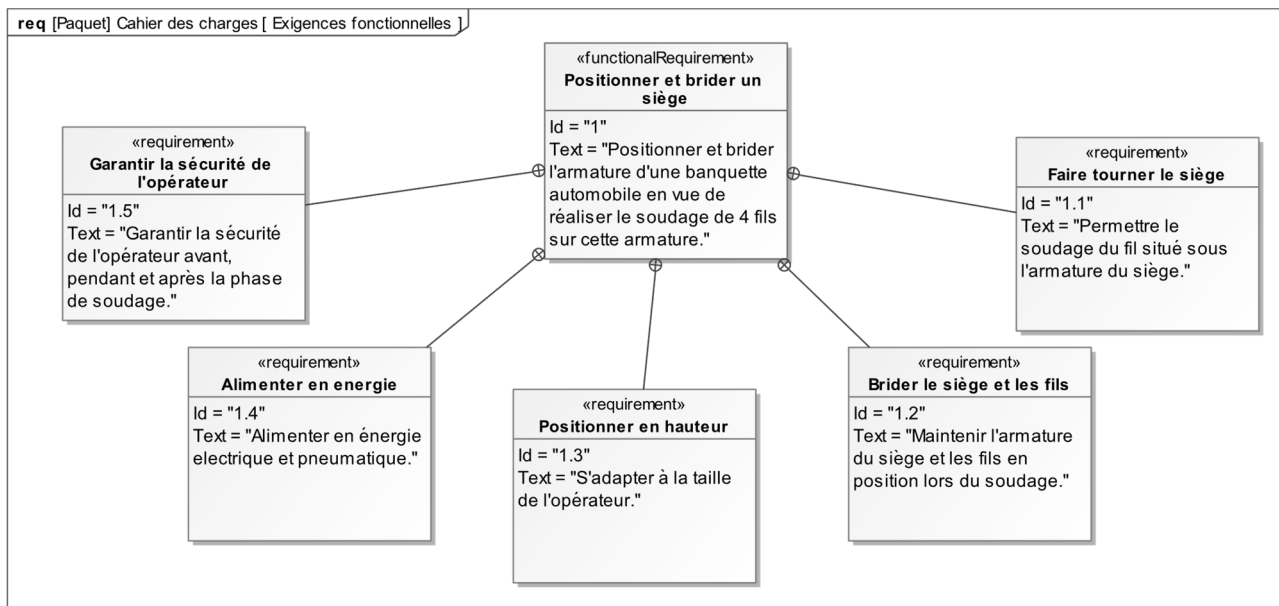 req [Paquet] Cahier des charges [ Exigences fonctionnelles ]
«functionalRequirement»
Positionner et brider un
siège
Id = "1"
Text = "Positionner et brider
l'armature d'une banquette
automobile en vue de
réaliser le soudage de 4 fils
sur cette armature."
«requirement»
Garantir la sécurité de
l'opérateur
Id = "1.5"
Text = "Garantir la sécurité
de l'opérateur avant,
pendant et après la phase
de soudage."
«requirement»
Faire tourner le siège
Id = "1.1"
Text = "Permettre le
soudage du fil situé sous
l'armature du siège."
«requirement»
Alimenter en energie
Id = "1.4"
Text = "Alimenter en énergie
electrique et pneumatique."
«requirement»
Positionner en hauteur
Id = "1.3"
Text = "S'adapter à la taille
de l'opérateur."
«requirement»
Brider le siège et les fils
Id = "1.2"
Text = "Maintenir l'armature
du siège et les fils en
position lors du soudage."